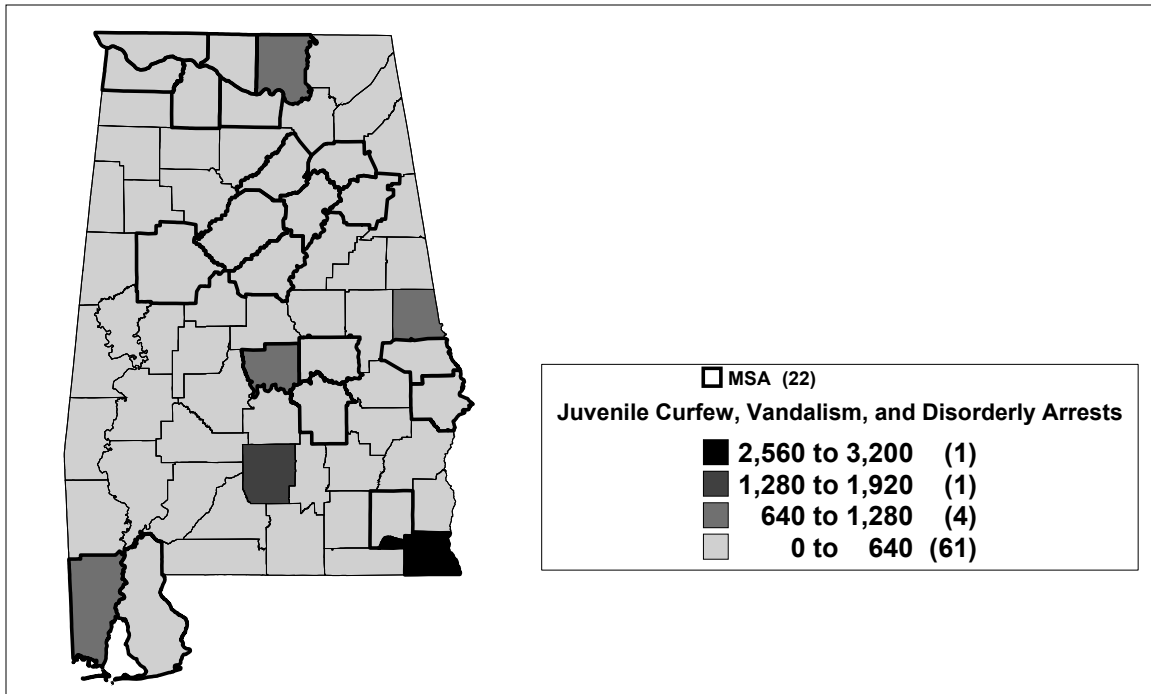 MSA (22)
Juvenile Curfew, Vandalism, and Disorderly Arrests
2,560 to 3,200 (1)
1,280 to 1,920 (1)
640 to 1,280 (4)
0 to 640 (61)